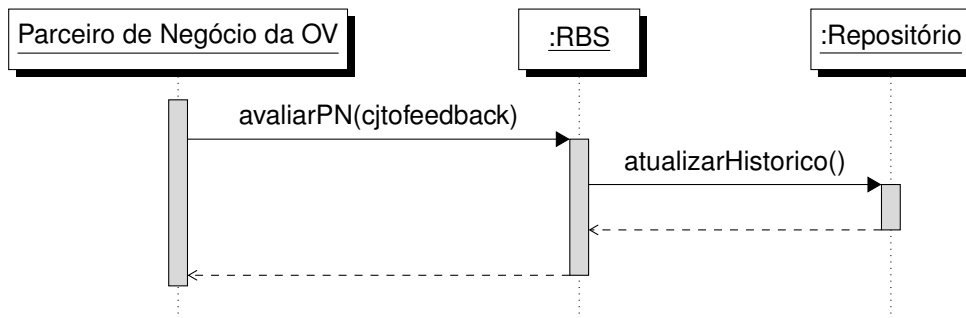 Parceiro de Negócio da OV
:RBS
:Repositório
avaliarPN(cjtofeedback)
atualizarHistorico()